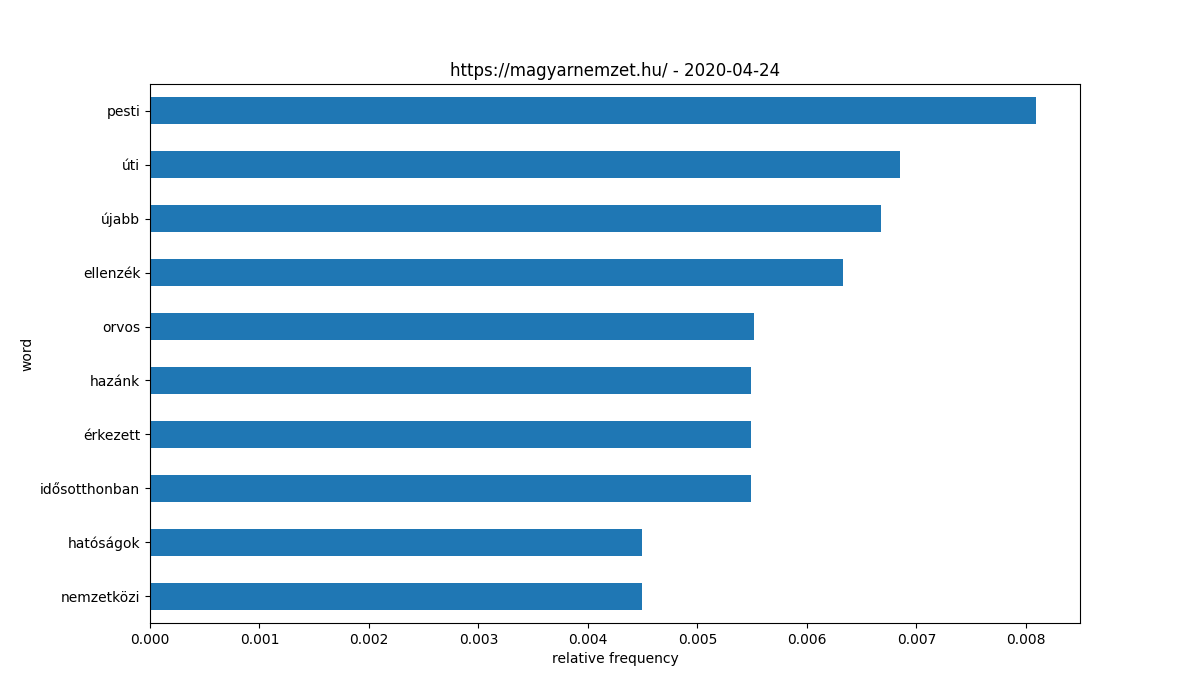 https://magyarnemzet.hu/ - 2020-04-24
word
pesti
úti
újabb
ellenzék
orvos
hazánk
érkezett
idősotthonban
hatóságok
nemzetközi
0.000 0.001 0.002 0.003 0.004 0.005 0.006 0.007 0.008
relative frequency